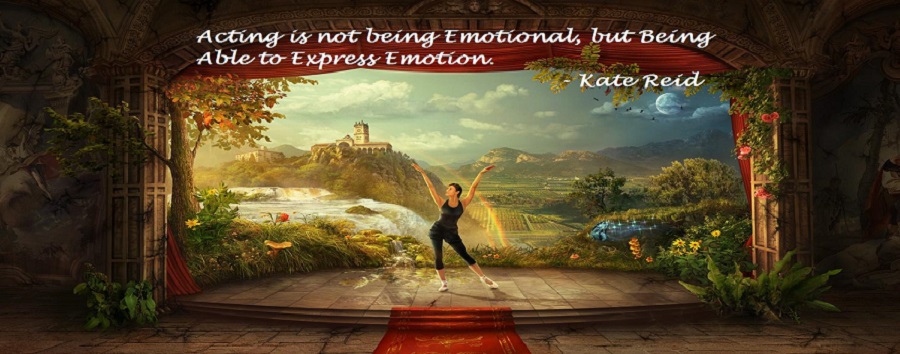 Acting is not being Emotional, but Being
Able to Express Emotion.
- Kate Reid